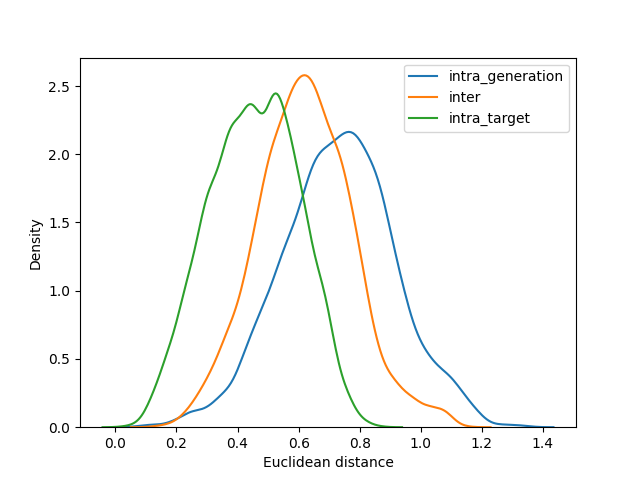 intra_generation
inter
intra_target
2.5
2.0
1.5
1.0
0.5
0.0
Density
0.0 0.2 0.4 0.6 0.8 1.0 1.2 1.4
Euclidean distance